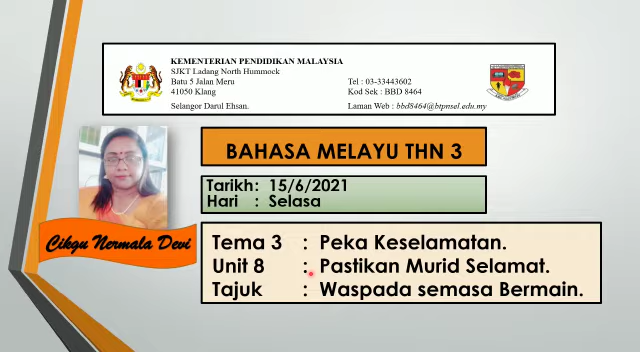 KEMENTERIAN PENDIDIKAN MALAYSIA
SJKT Ladang North Hummock
Batu 5 Jalan Meru Tel : 03-33443602
41050 Klang Kod Sek : BBD 8464
Selangor Darul Ehsan. Laman Web : bbd8464@btpnsel.edu.my
BAHASA MELAYU THN 3
Tarikh: 15/6/2021
Hari : Selasa
Cikgu Nermala Devi
Tema 3 : Peka Keselamatan.
Unit 8 : Pastikan Murid Selamat.
Tajuk : Waspada semasa Bermain.